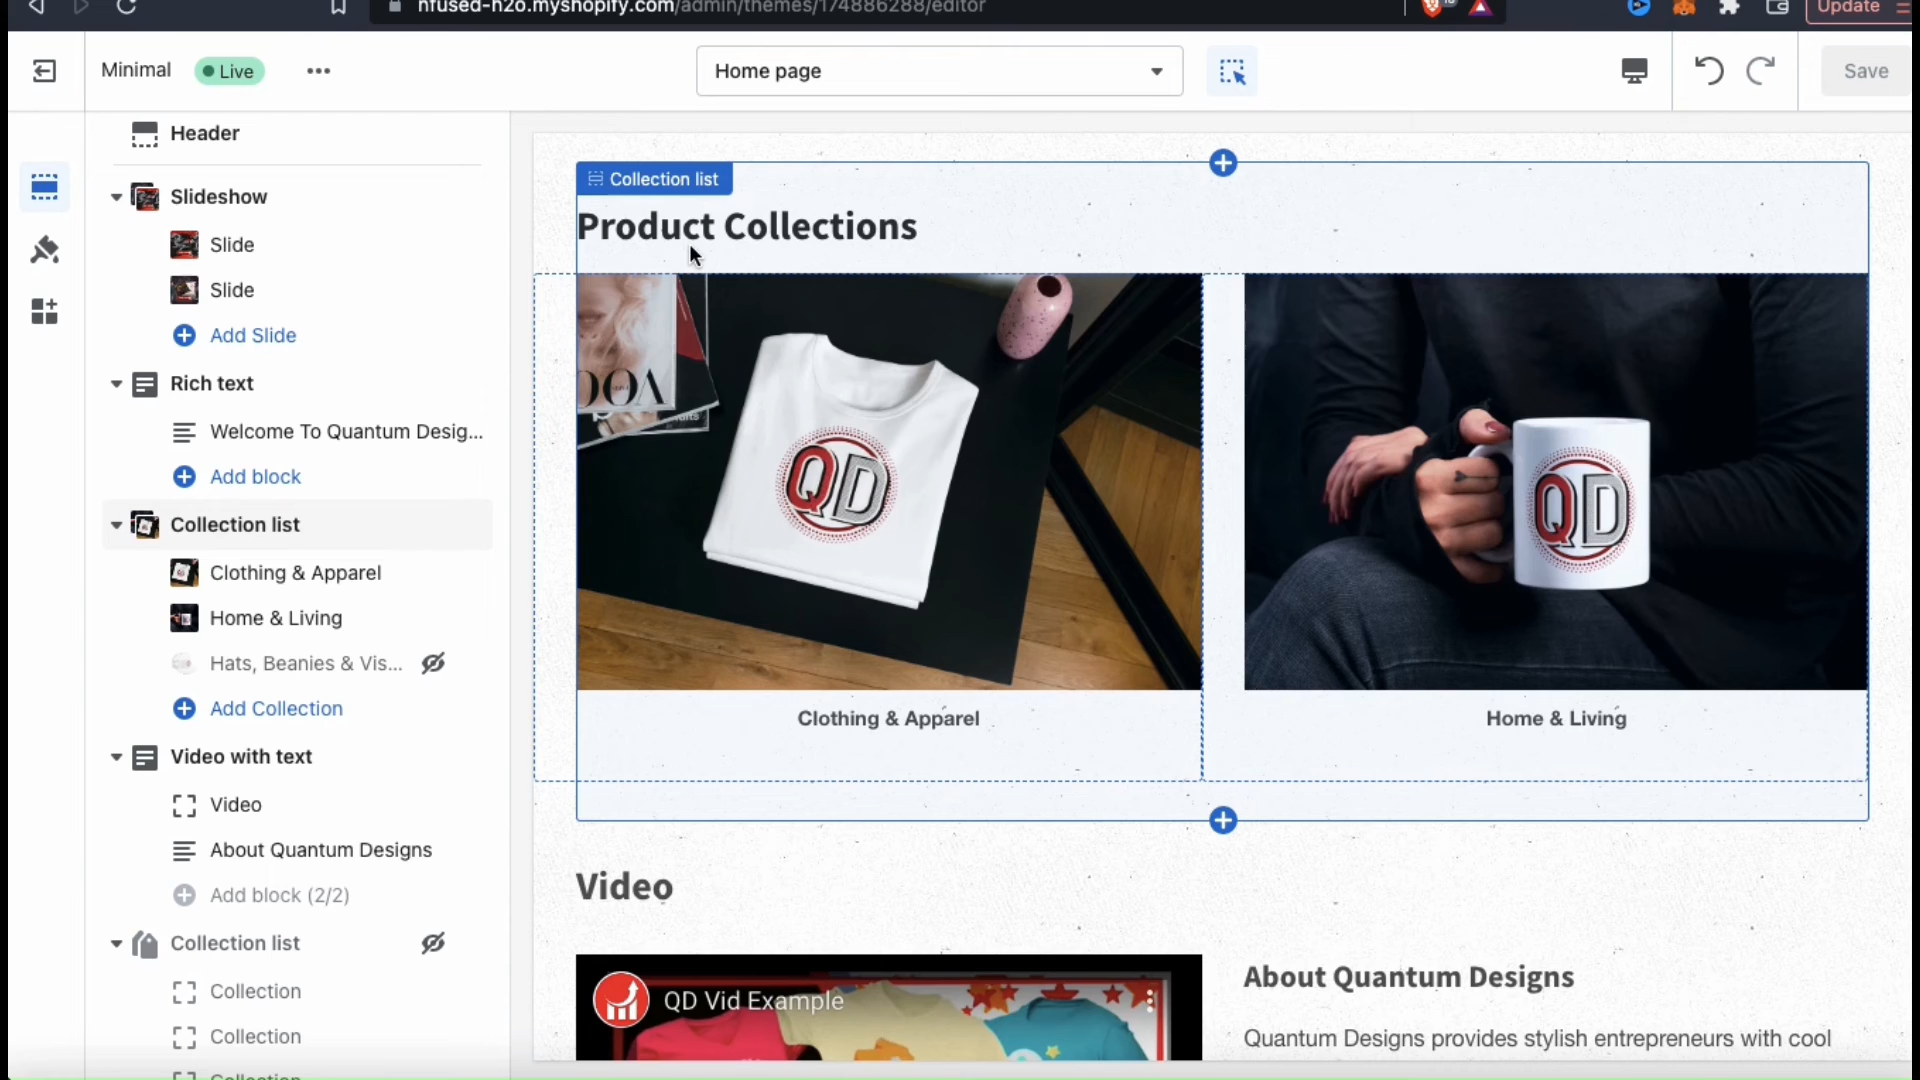 nfused-h2o.myshopify.com/admin/themes/174886288/editor
Update
Minimal
Live
Home page
Save
Header
Slideshow
Slide
Slide
Add Slide
Rich text
Welcome To Quantum Desig...
Add block
Collection list
Clothing & Apparel
Home & Living
Hats, Beanies & Vis...
Add Collection
Video with text
Video
About Quantum Designs
Add block (2/2)
Collection list
Collection
Collection
Collection
Collection list
Product Collections
QD
QD
Clothing & Apparel
Home & Living
Video
QD Vid Example
About Quantum Designs
Quantum Designs provides stylish entrepreneurs with cool